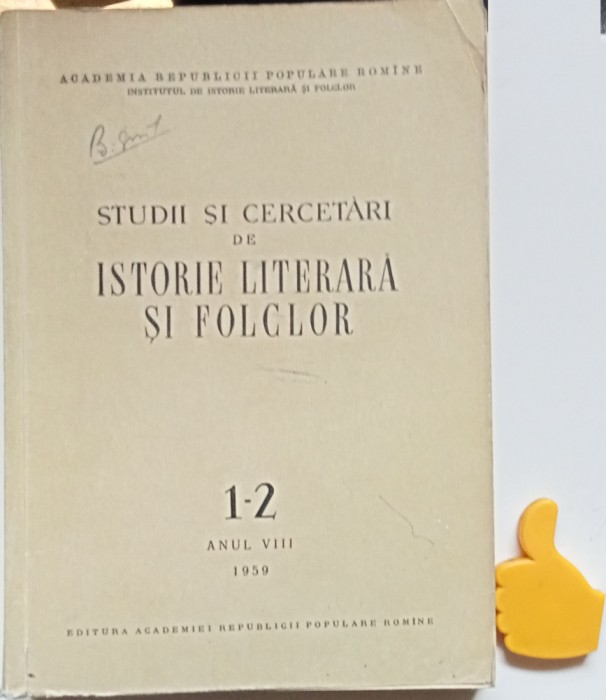 ACADEMIA REPUBLICII POPULARE ROMÎNE
INSTITUTUL DE ISTORIE LITERARĂ ȘI FOLCLOR
STUDII ȘI CERCETĂRI
DE
ISTORIE LITERARĂ
ȘI FOLCLOR
1-2
ANUL VIII
1959
EDITURA ACADEMIEI REPUBLICII POPULARE ROMÎNE